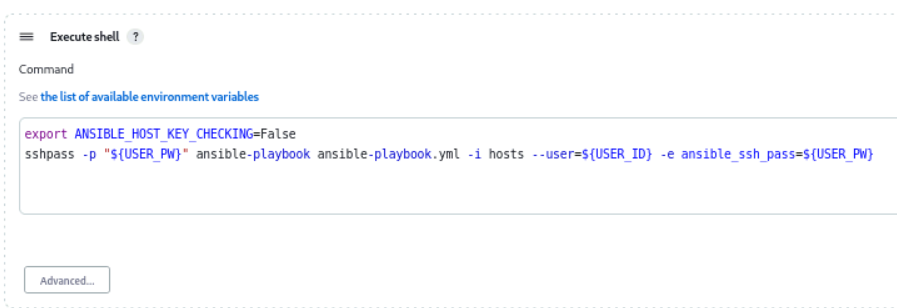 Execute shell ?
Command
See the list of available environment variables
export ANSIBLE_HOST_KEY_CHECKING=False
sshpass -p "${USER_PW}" ansible-playbook ansible-playbook.yml -i hosts --user=${USER_ID} -e ansible_ssh_pass=${USER_PW}
Advanced...